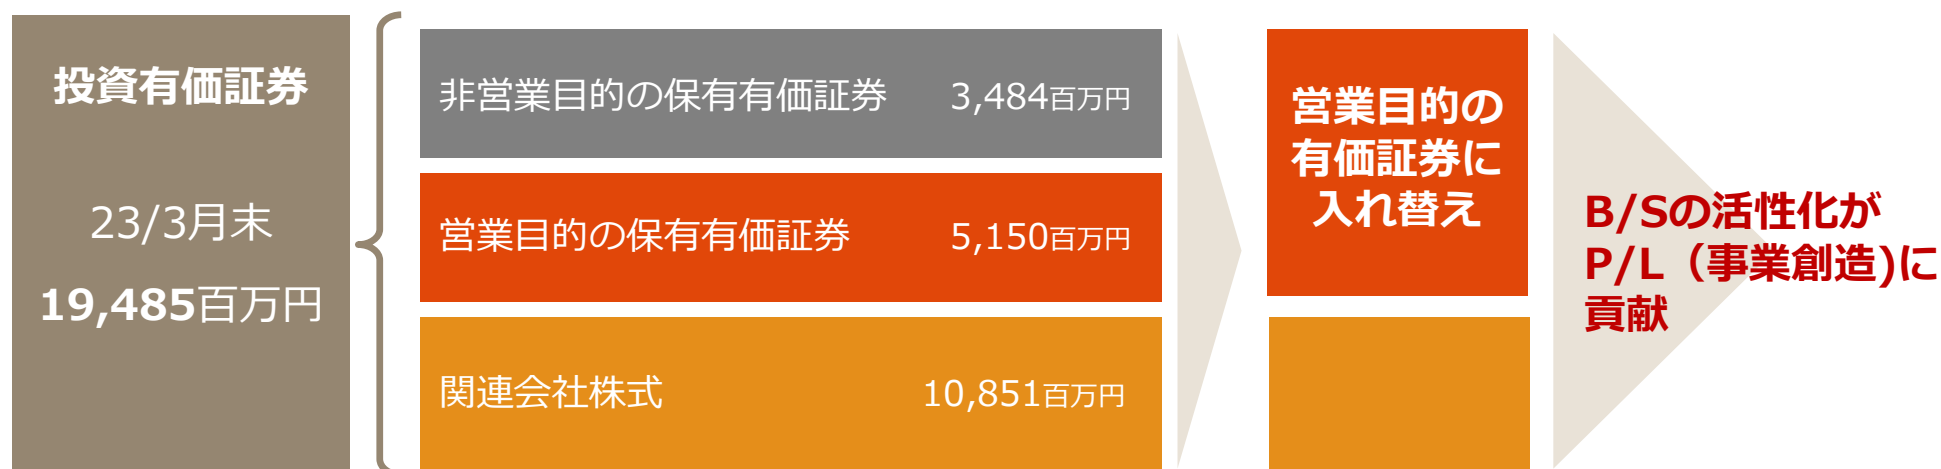 投資有価証券
23/3月末
19,485百万円
非営業目的の保有有価証券 3,484百万円
営業目的の保有有価証券 5,150百万円
関連会社株式 10,851百万円
営業目的の
有価証券に
入れ替え
B/Sの活性化が
P/L（事業創造)に
貢献